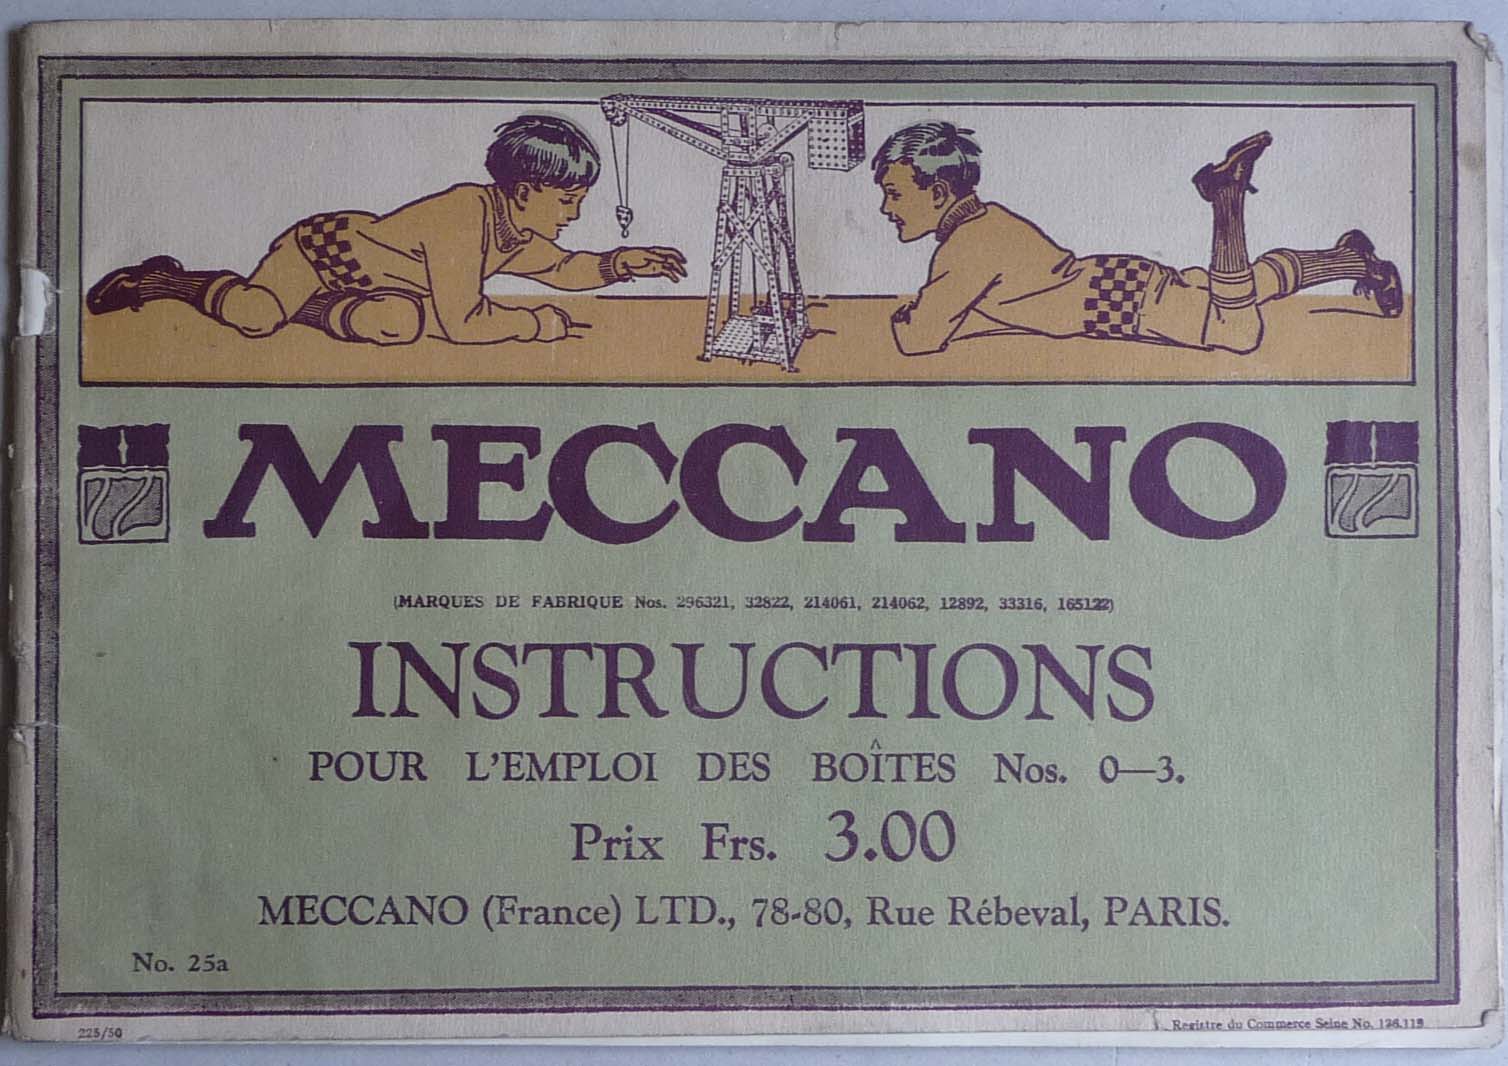 MECCANO
(MARQUES DE FABRIQUE Nos. 296321, 32822, 214061, 214062, 12892, 33316, 165122)
INSTRUCTIONS
POUR L'EMPLOI DES BOÎTES Nos. 0—3.
Prix Frs. 3.00
MECCANO (France) LTD., 78-80, Rue Rébeval, PARIS.
No. 25a
225/50
Registre du Commerce Seine No. 126.119